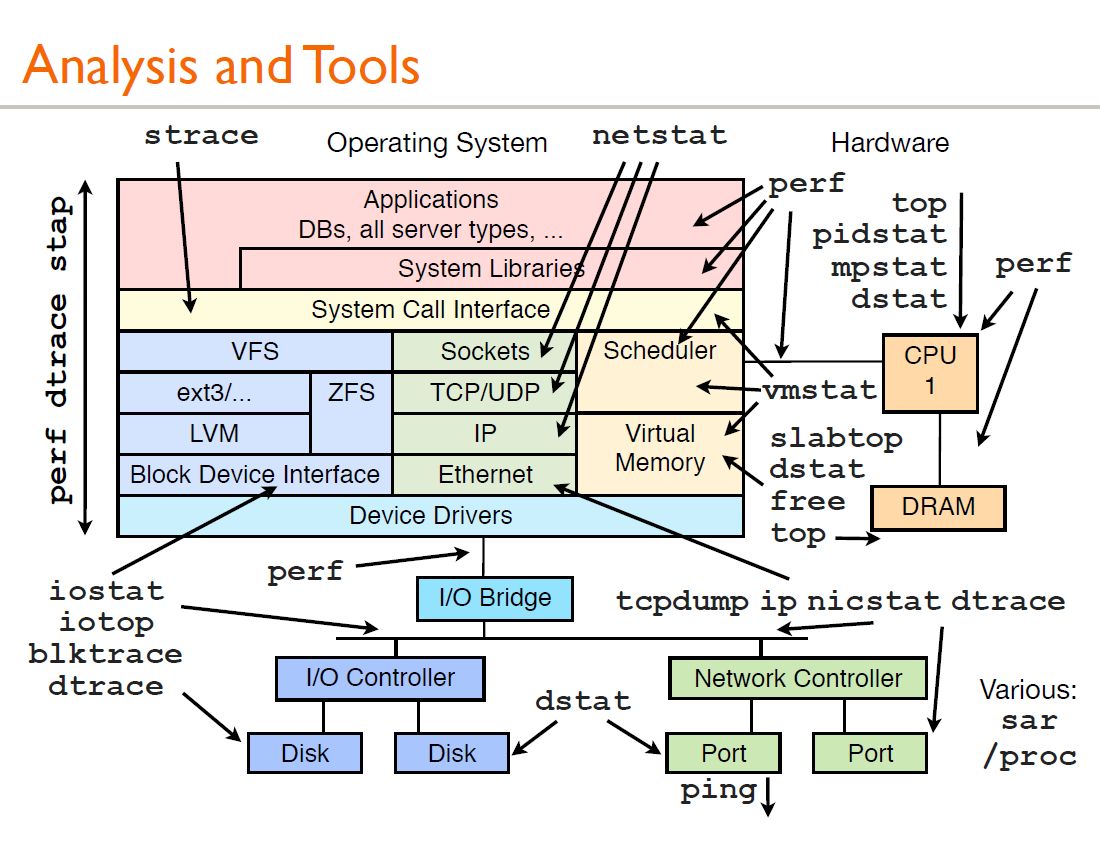 Analysis and Tools
strace
Operating System
netstat
Hardware
perf dtrace stap
Applications
DBs, all server types, ...
System Libraries
System Call Interface
VFS
Sockets
Scheduler
ext3/...
ZFS
TCP/UDP
LVM
IP
Virtual
Memory
Block Device Interface
Ethernet
Device Drivers
perf
top
pidstat
mpstat
dstat
perf
CPU
1
vmstat
slabtop
dstat
free
top
DRAM
perf
I/O Bridge
iostat
iotop
blktrace
dtrace
tcpdump ip nicstat dtrace
I/O Controller
Network Controller
dstat
Disk
Disk
Port
Port
ping
Various:
sar
/proc